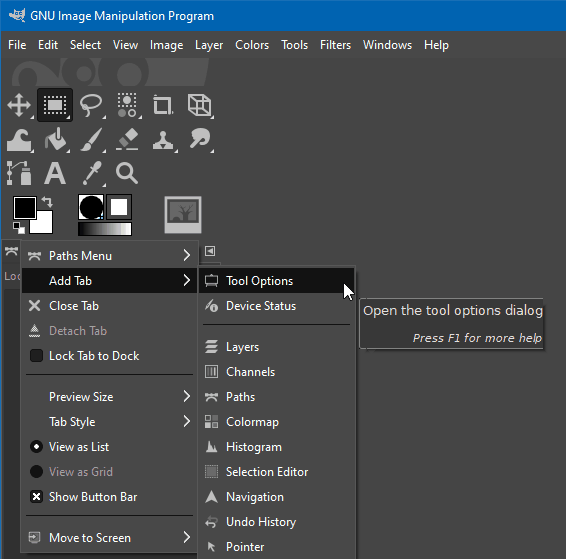 GNU Image Manipulation Program
File Edit Select View Image Layer Colors Tools Filters Windows Help
Paths Menu
Add Tab
Close Tab
Detach Tab
Lock Tab to Dock
Preview Size
Tab Style
View as List
View as Grid
Show Button Bar
Move to Screen
Tool Options
Device Status
Layers
Channels
Paths
Colormap
Histogram
Selection Editor
Navigation
Undo History
Pointer
Open the tool options dialog
Press F1 for more help